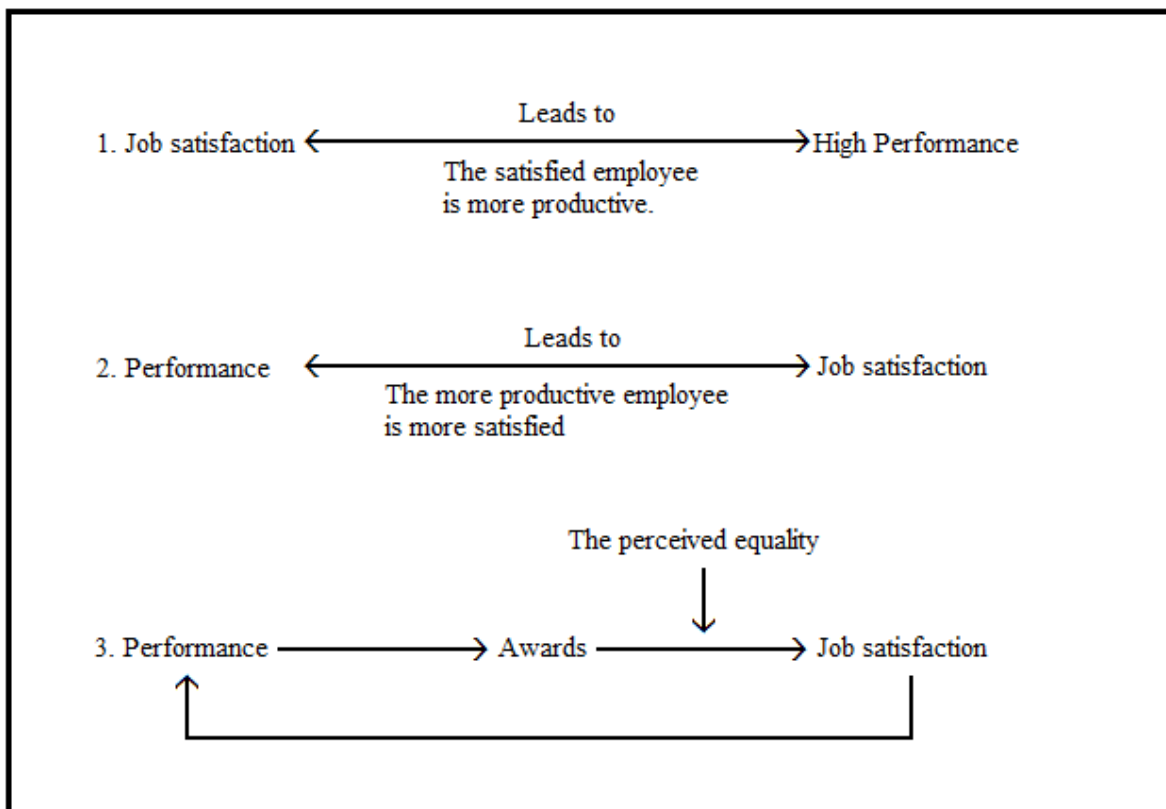 Leads to
1. Job satisfaction High Performance
The satisfied employee
is more productive.
Leads to
2. Performance Job satisfaction
The more productive employee
is more satisfied
The perceived equality
3. Performance Awards Job satisfaction